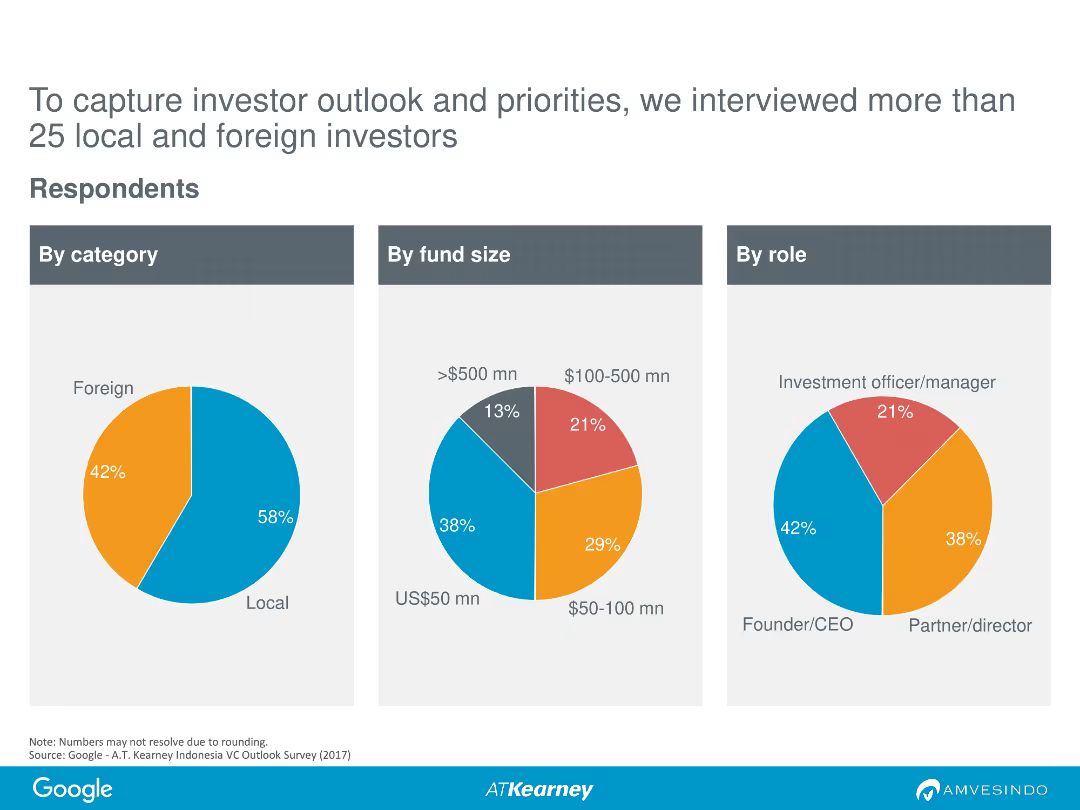 To capture investor outlook and priorities, we interviewed more than
25 local and foreign investors
Respondents
By category
Foreign
42%
58%
Local
By fund size
>$500 mn
$100-500 mn
13%
21%
38%
29%
US$50 mn
$50-100 mn
By role
Investment officer/manager
21%
42%
38%
Founder/CEO
Partner/director
Note: Numbers may not resolve due to rounding.
Source: Google - A.T. Kearney Indonesia VC Outlook Survey (2017)
Google
ATKearney
AMVESINDO